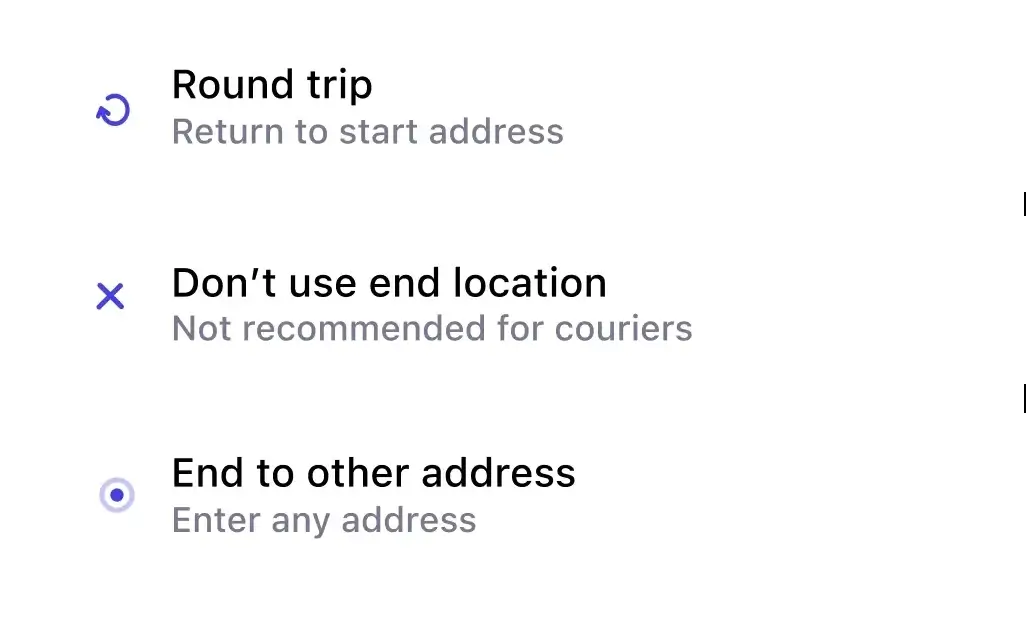 Round trip
Return to start address
Don’t use end location
Not recommended for couriers
End to other address
Enter any address